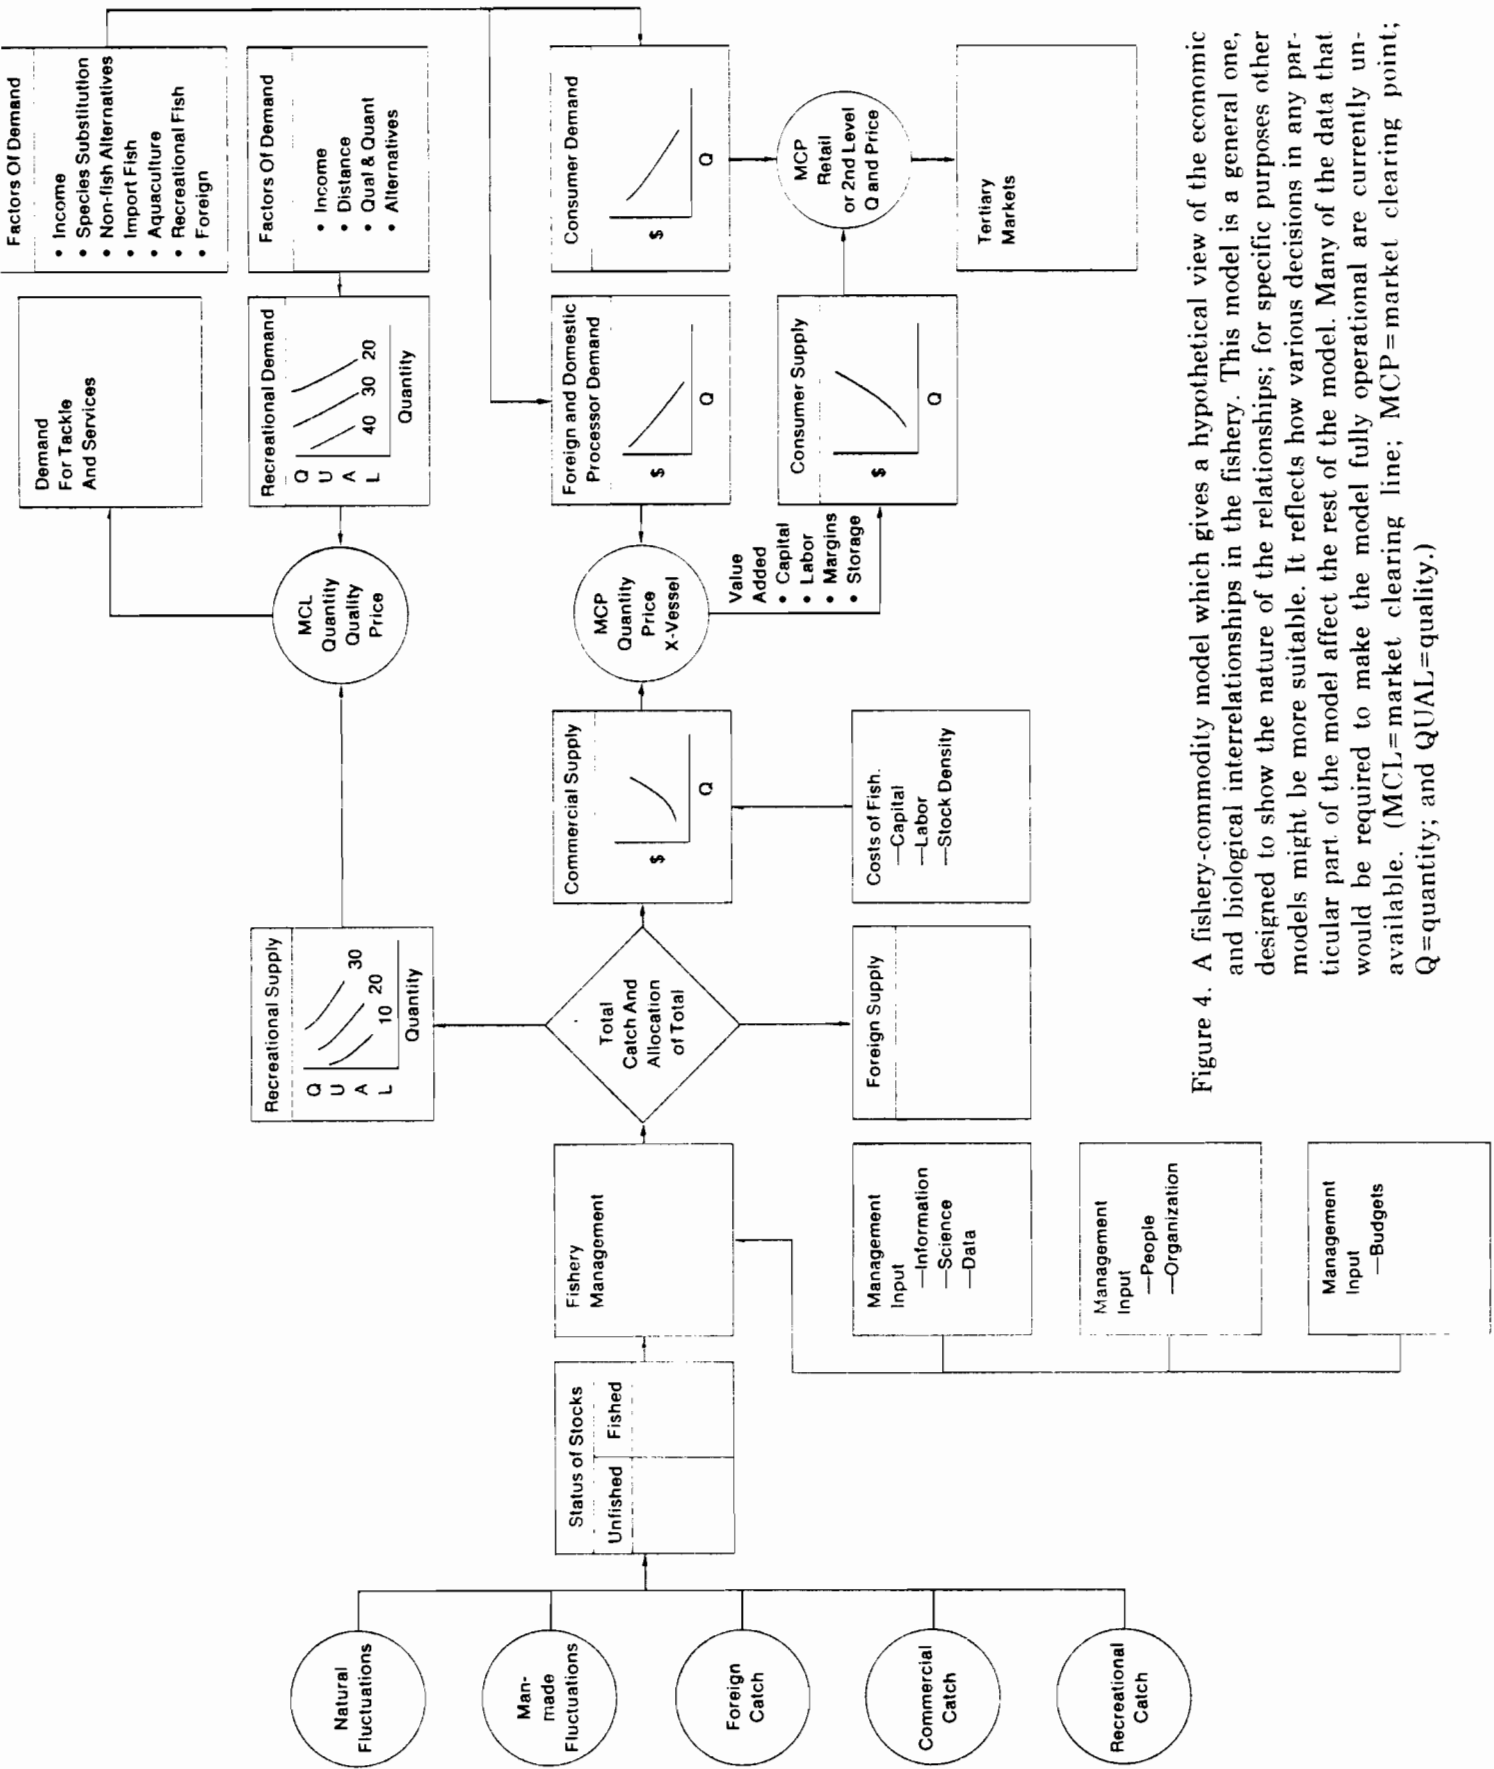 Natural
Fluctuations
Man-
made
Fluctuations
Foreign
Catch
Commercial
Catch
Recreational
Catch
Status of Stocks
Unfished
Fished
Fishery
Management
Management
Input
—Information
—Science
—Data
Management
Input
—People
—Organization
Management
Input
—Budgets
Total
Catch And
Allocation
of Total
Recreational Supply
Q
U
A
L
30
20
10
Quantity
Foreign Supply
Commercial Supply
$
Q
Costs of Fish.
—Capital
—Labor
—Stock Density
MCL
Quantity
Quality
Price
MCP
Quantity
Price
X-Vessel
Value
Added
• Capital
• Labor
• Margins
• Storage
Demand
For Tackle
And Services
Recreational Demand
Q
U
A
L
40 30 20
Quantity
Foreign and Domestic
Processor Demand
$
Q
Consumer Supply
$
Q
Factors Of Demand
• Income
• Species Substitution
• Non-fish Alternatives
• Import Fish
• Aquaculture
• Recreational Fish
• Foreign
Factors Of Demand
• Income
• Distance
• Qual & Quant
• Alternatives
Consumer Demand
$
Q
MCP
Retail
or 2nd Level
Q and Price
Tertiary
Markets
Figure 4. A fishery-commodity model which gives a hypothetical view of the economic
and biological interrelationships in the fishery. This model is a general one,
designed to show the nature of the relationships; for specific purposes other
models might be more suitable. It reflects how various decisions in any par-
ticular part of the model affect the rest of the model. Many of the data that
would be required to make the model fully operational are currently un-
available. (MCL=market clearing line; MCP=market clearing point;
Q=quantity; and QUAL=quality.)